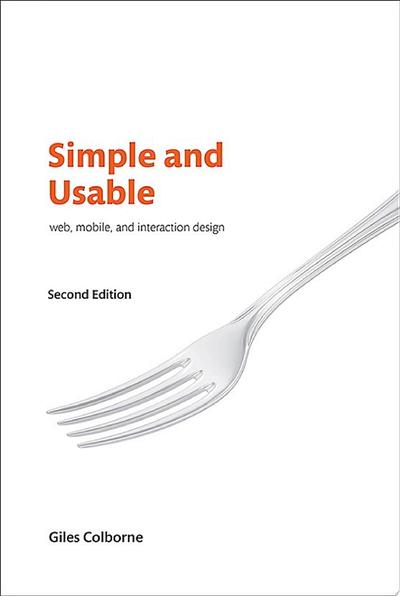 Simple and
Usable
web, mobile, and interaction design
Second Edition
Giles Colborne